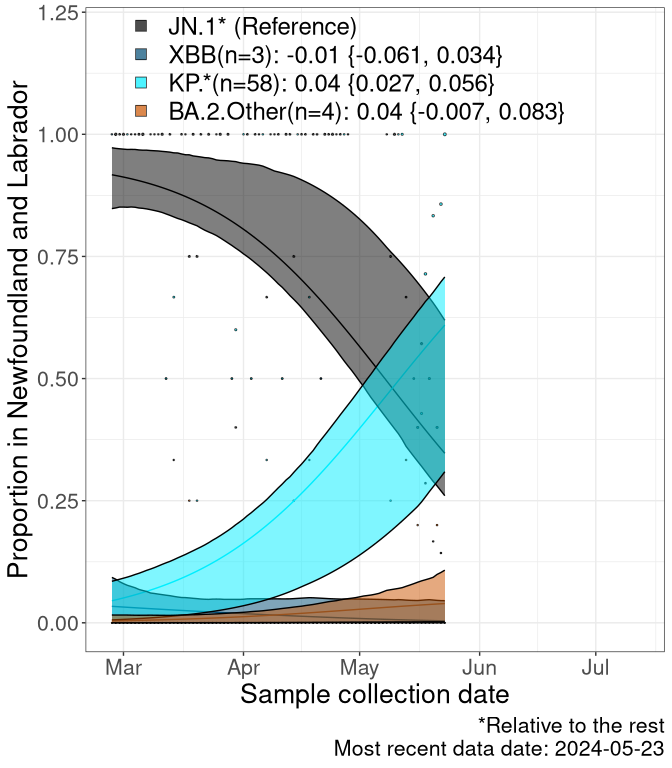 JN.1* (Reference)
XBB(n=3): -0.01 {-0.061, 0.034}
KP.*(n=58): 0.04 {0.027, 0.056}
BA.2.Other(n=4): 0.04 {-0.007, 0.083}
Proportion in Newfoundland and Labrador
1.25
1.00
0.75
0.50
0.25
0.00
Mar Apr May Jun Jul
Sample collection date
*Relative to the rest
Most recent data date: 2024-05-23